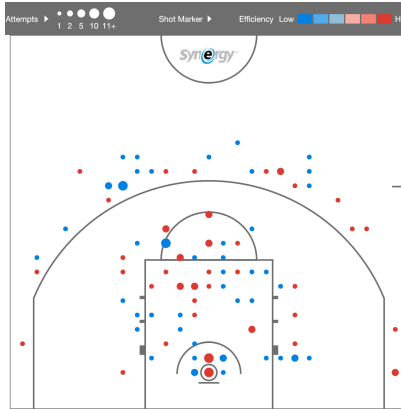 Attempts
1 2 5 10 11+
Shot Marker
Efficiency Low
H
Synergy